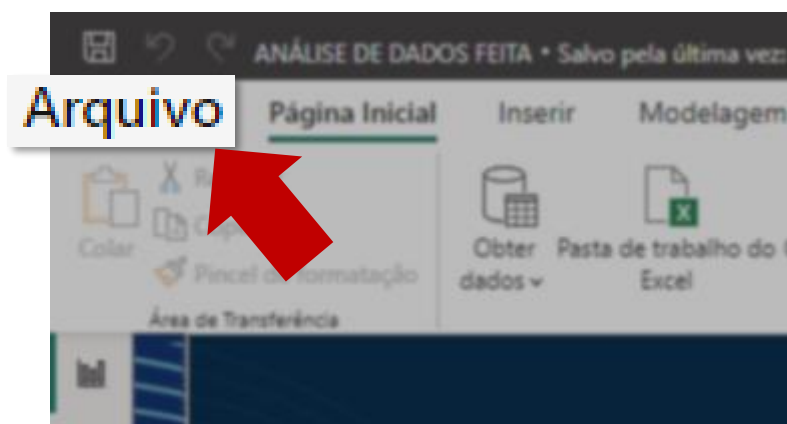 ANÁLISE DE DADOS FEITA • Salvo pela última vez:
Arquivo Página Inicial Inserir Modelagem
Colar
Pincel de formatação
Área de Transferência
Obter dados
Pasta de trabalho do Excel